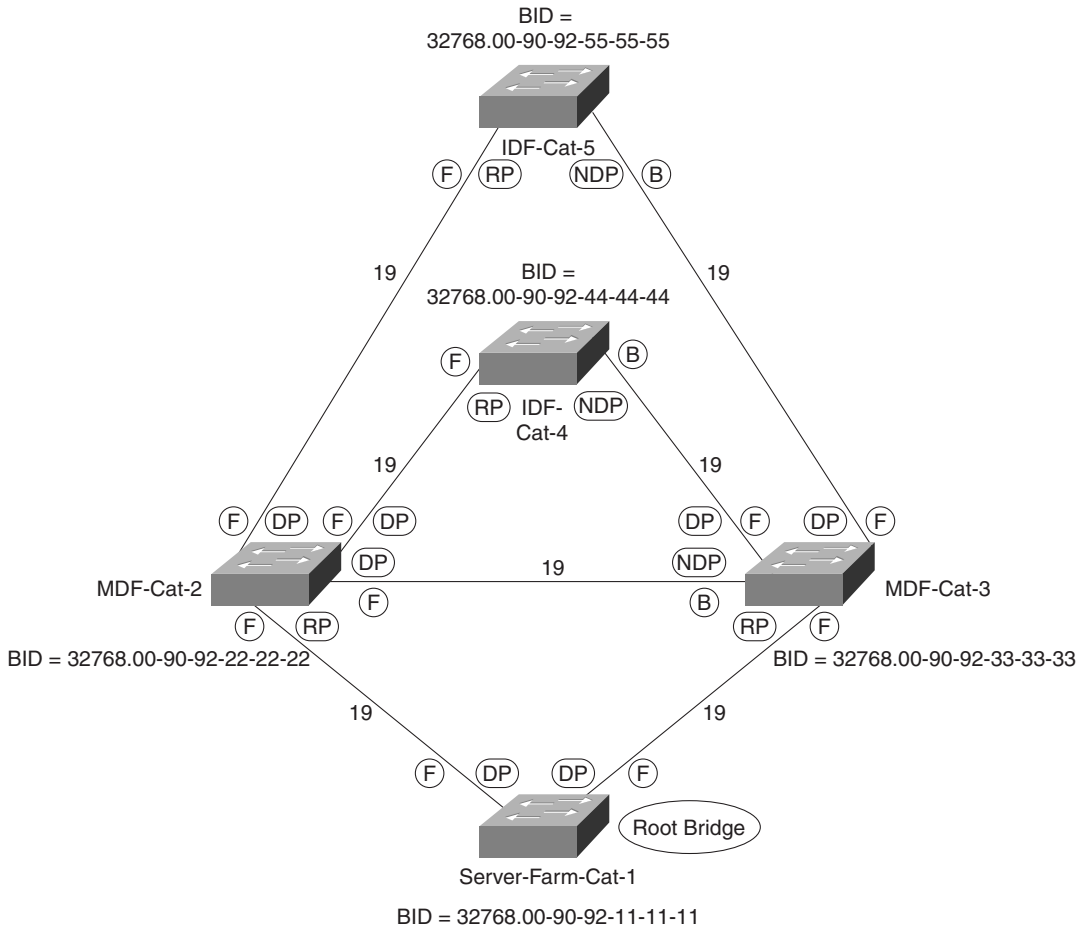 BID =
32768.00-90-92-55-55-55
IDF-Cat-5
F RP NDP B
19 19
BID =
32768.00-90-92-44-44-44
F B
RP IDF- NDP
Cat-4
19 19
F DP F DP DP F DP F
DP 19 NDP
MDF-Cat-2 MDF-Cat-3
F B
F RP RP F
BID = 32768.00-90-92-22-22-22 BID = 32768.00-90-92-33-33-33
19 19
F DP DP F
Root Bridge
Server-Farm-Cat-1
BID = 32768.00-90-92-11-11-11